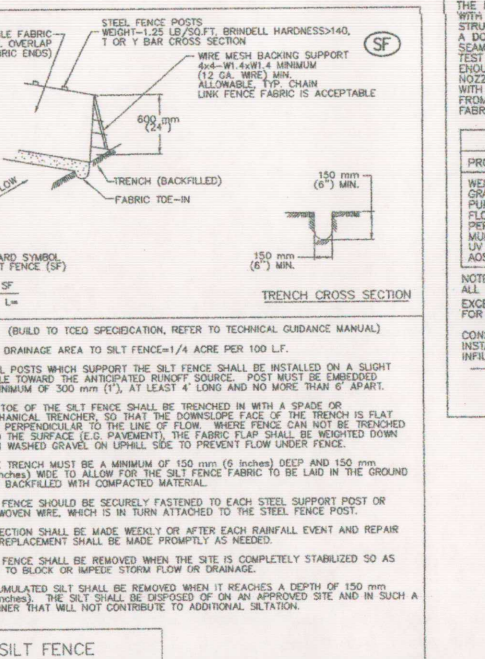 LE FABRIC
OVERLAP
RIC ENDS)
STEEL FENCE POSTS
WEIGHT-1.25 LB/SQ.FT, BRINDELL HARDNESS>140,
T OR Y BAR CROSS SECTION
SF
WIRE MESH BACKING SUPPORT
4x4-W1.4xW1.4 MINIMUM
(12 GA. WIRE) MIN.
ALLOWABLE, TYP. CHAIN
LINK FENCE FABRIC IS ACCEPTABLE
600 mm
(24")
TRENCH (BACKFILLED)
FABRIC TOE-IN
LOW
150 mm
(6") MIN.
150 mm
(6") MIN.
TRENCH CROSS SECTION
ARD SYMBOL
T FENCE (SF)
SF
L=
(BUILD TO TCEQ SPECIFICATION, REFER TO TECHNICAL GUIDANCE MANUAL)
DRAINAGE AREA TO SILT FENCE=1/4 ACRE PER 100 L.F.
L POSTS WHICH SUPPORT THE SILT FENCE SHALL BE INSTALLED ON A SLIGHT
LE TOWARD THE ANTICIPATED RUNOFF SOURCE. POST MUST BE EMBEDDED
INIMUM OF 300 mm (1'), AT LEAST 4' LONG AND NO MORE THAN 6' APART.
TOE OF THE SILT FENCE SHALL BE TRENCHED IN WITH A SPADE OR
HANICAL TRENCHER, SO THAT THE DOWNSLOPE FACE OF THE TRENCH IS FLAT
PERPENDICULAR TO THE LINE OF FLOW. WHERE FENCE CAN NOT BE TRENCHED
THE SURFACE (E.G. PAVEMENT), THE FABRIC FLAP SHALL BE WEIGHTED DOWN
WASHED GRAVEL ON UPHILL SIDE TO PREVENT FLOW UNDER FENCE.
TRENCH MUST BE A MINIMUM OF 150 mm (6 inches) DEEP AND 150 mm
nches) WIDE TO ALLOW FOR THE SILT FENCE FABRIC TO BE LAID IN THE GROUND
BACKFILLED WITH COMPACTED MATERIAL.
FENCE SHOULD BE SECURELY FASTENED TO EACH STEEL SUPPORT POST OR
WOVEN WIRE, WHICH IS IN TURN ATTACHED TO THE STEEL FENCE POST.
ECTION SHALL BE MADE WEEKLY OR AFTER EACH RAINFALL EVENT AND REPAIR
REPLACEMENT SHALL BE MADE PROMPTLY AS NEEDED.
FENCE SHALL BE REMOVED WHEN THE SITE IS COMPLETELY STABILIZED SO AS
TO BLOCK OR IMPEDE STORM FLOW OR DRAINAGE.
UMULATED SILT SHALL BE REMOVED WHEN IT REACHES A DEPTH OF 150 mm
nches). THE SILT SHALL BE DISPOSED OF ON AN APPROVED SITE AND IN SUCH A
NER THAT WILL NOT CONTRIBUTE TO ADDITIONAL SILTATION.
SILT FENCE
THE
WITH
STRU
A DO
SEAM
TEST
ENOU
NOZZ
WITH
FROM
FABR
PRO
WEI
GRA
PUN
FLO
PER
MUL
UV
AOS
NOTE
ALL
EXCE
FOR
CONS
INSTA
INFIL